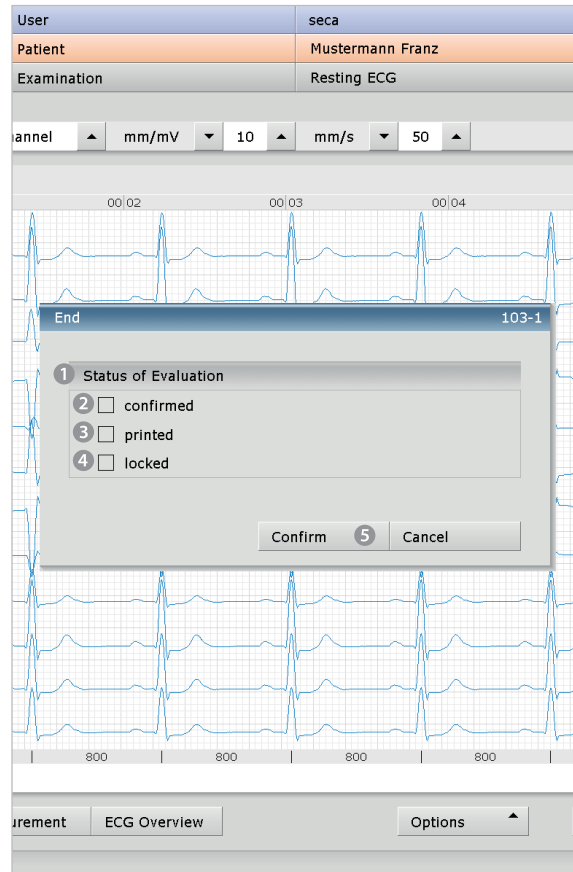 User seca
Patient Mustermann Franz
Examination Resting ECG
annel mm/mV 10 mm/s 50
00|02 00|03 00|04
End 103-1
1 Status of Evaluation
2 confirmed
3 printed
4 locked
Confirm 5 Cancel
800 800 800 800
urement ECG Overview Options